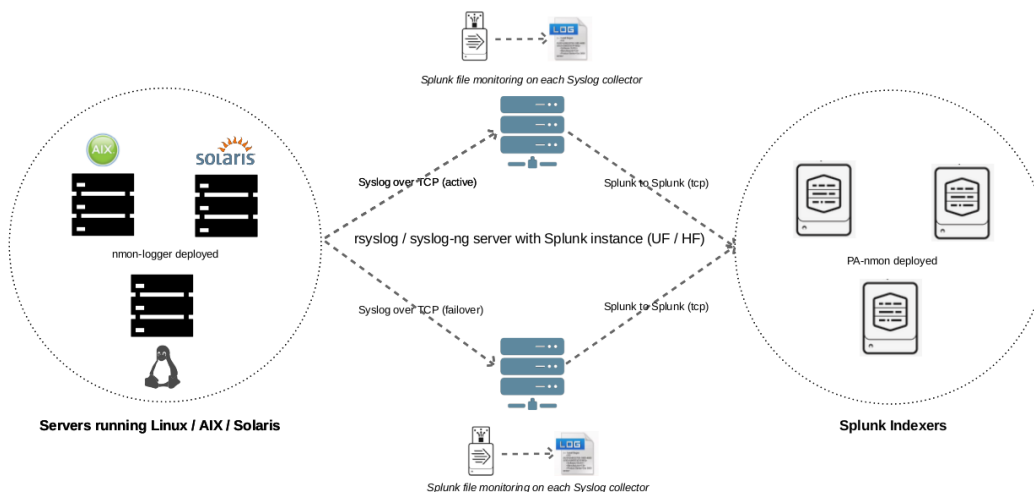 LOG
Splunk file monitoring on each Syslog collector
AIX
solaris
Syslog over TCP (active)
Splunk to Splunk (tcp)
nmon-logger deployed
rsyslog / syslog-ng server with Splunk instance (UF / HF)
PA-nmon deployed
Syslog over TCP (failover)
Splunk to Splunk (tcp)
Servers running Linux / AIX / Solaris
Splunk Indexers
LOG
Splunk file monitoring on each Syslog collector